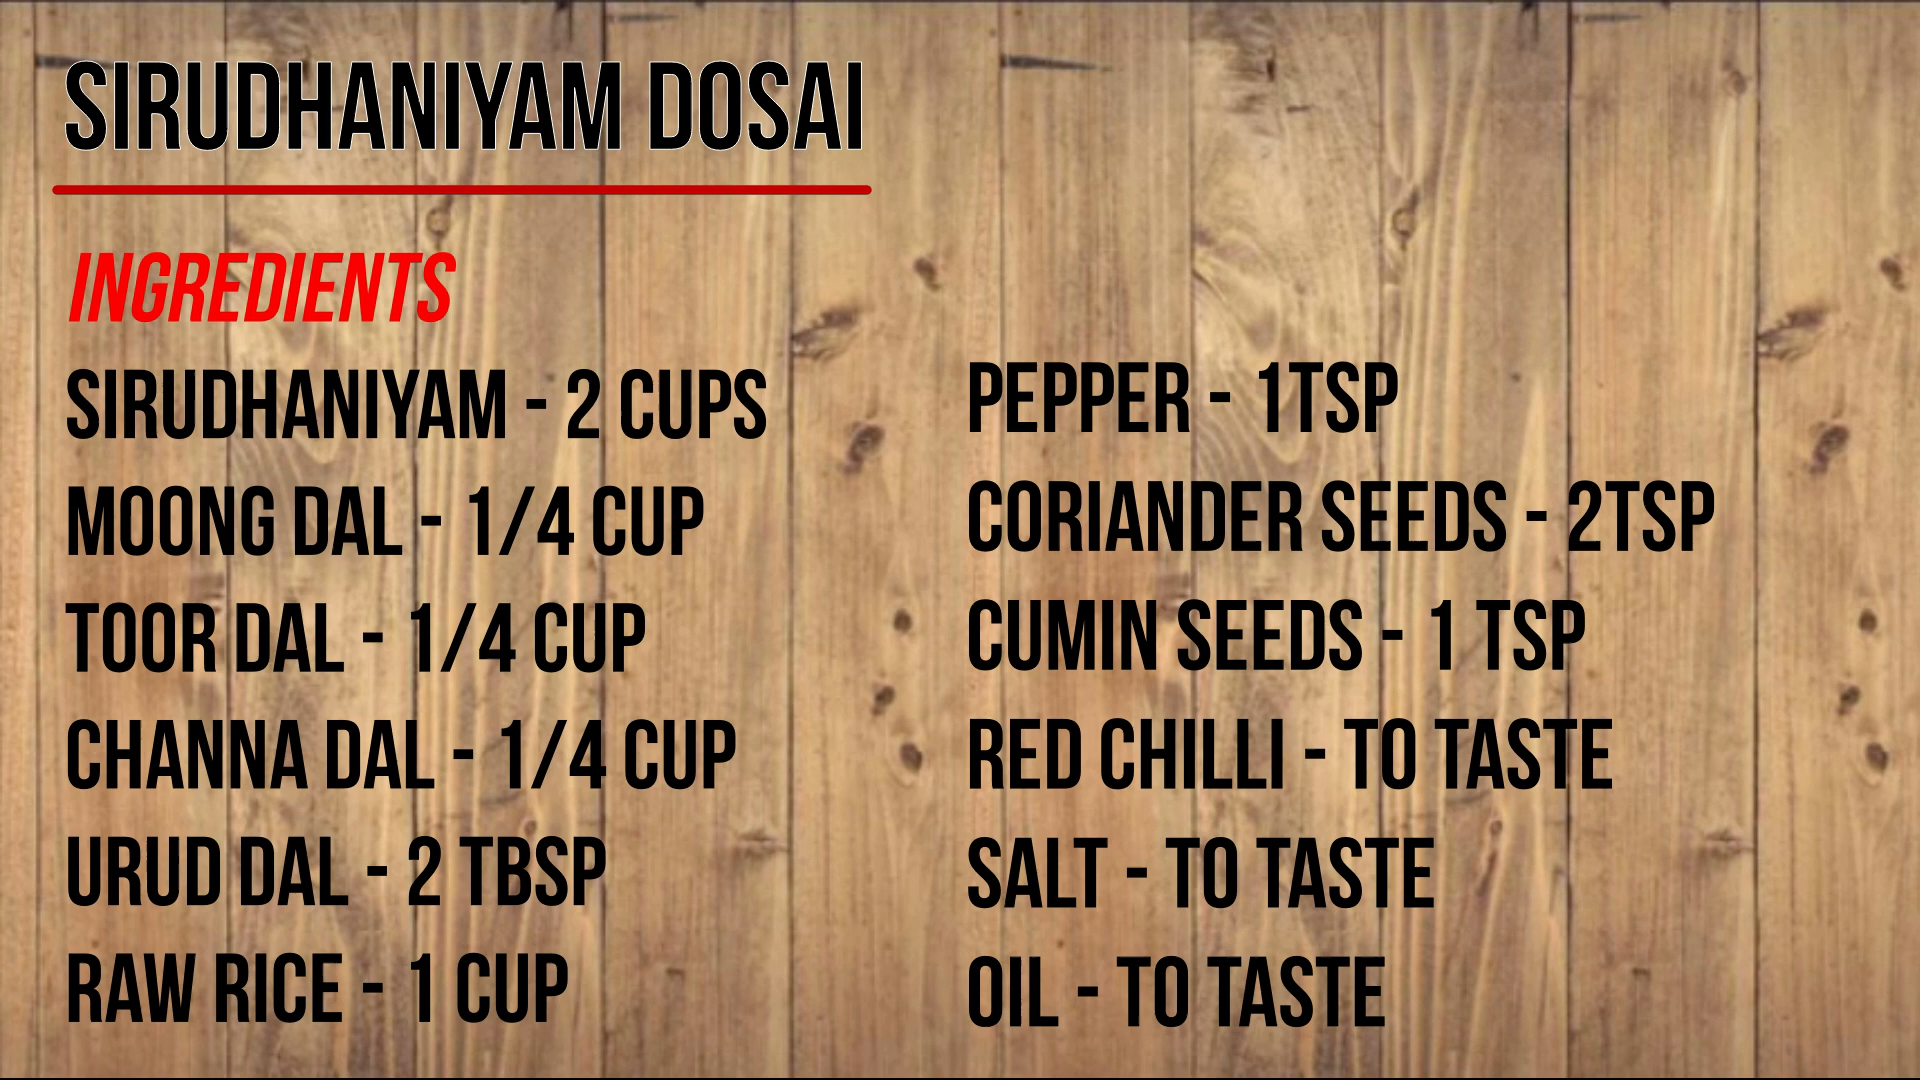 SIRUDHANIYAM DOSAI
INGREDIENTS
SIRUDHANIYAM - 2 CUPS
MOONG DAL - 1/4 CUP
TOOR DAL - 1/4 CUP
CHANNA DAL - 1/4 CUP
URUD DAL - 2 TBSP
RAW RICE - 1 CUP
PEPPER - 1TSP
CORIANDER SEEDS - 2TSP
CUMIN SEEDS - 1 TSP
RED CHILLI - TO TASTE
SALT - TO TASTE
OIL - TO TASTE